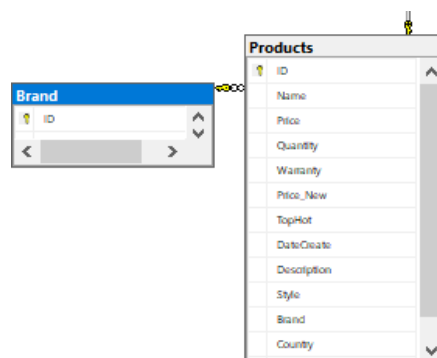 Brand
ID
Products
ID
Name
Price
Quantity
Warranty
Price_New
TopHot
DateCreate
Description
Style
Brand
Country